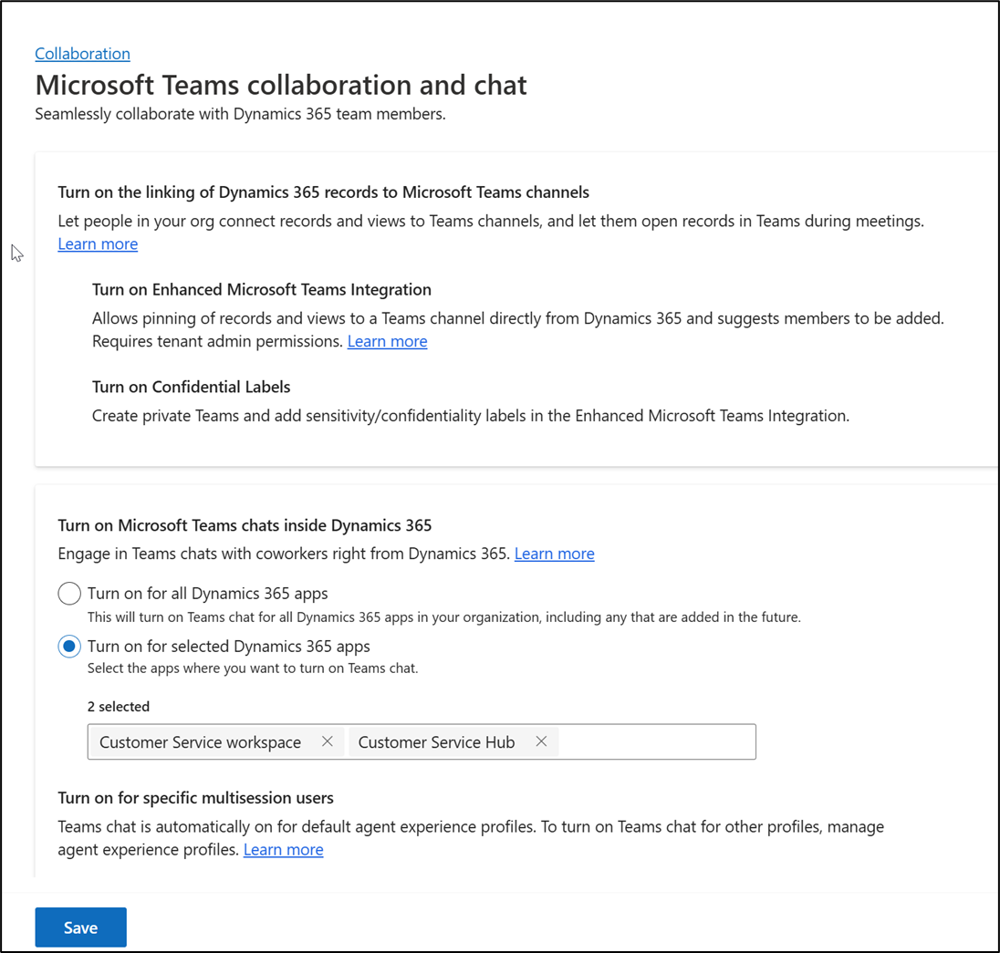 Collaboration
Microsoft Teams collaboration and chat
Seamlessly collaborate with Dynamics 365 team members.
Turn on the linking of Dynamics 365 records to Microsoft Teams channels
Let people in your org connect records and views to Teams channels, and let them open records in Teams during meetings.
Learn more
Turn on Enhanced Microsoft Teams Integration
Allows pinning of records and views to a Teams channel directly from Dynamics 365 and suggests members to be added.
Requires tenant admin permissions. Learn more
Turn on Confidential Labels
Create private Teams and add sensitivity/confidentiality labels in the Enhanced Microsoft Teams Integration.
Turn on Microsoft Teams chats inside Dynamics 365
Engage in Teams chats with coworkers right from Dynamics 365. Learn more
Turn on for all Dynamics 365 apps
This will turn on Teams chat for all Dynamics 365 apps in your organization, including any that are added in the future.
Turn on for selected Dynamics 365 apps
Select the apps where you want to turn on Teams chat.
2 selected
Customer Service workspace Customer Service Hub
Turn on for specific multisession users
Teams chat is automatically on for default agent experience profiles. To turn on Teams chat for other profiles, manage
agent experience profiles. Learn more
Save